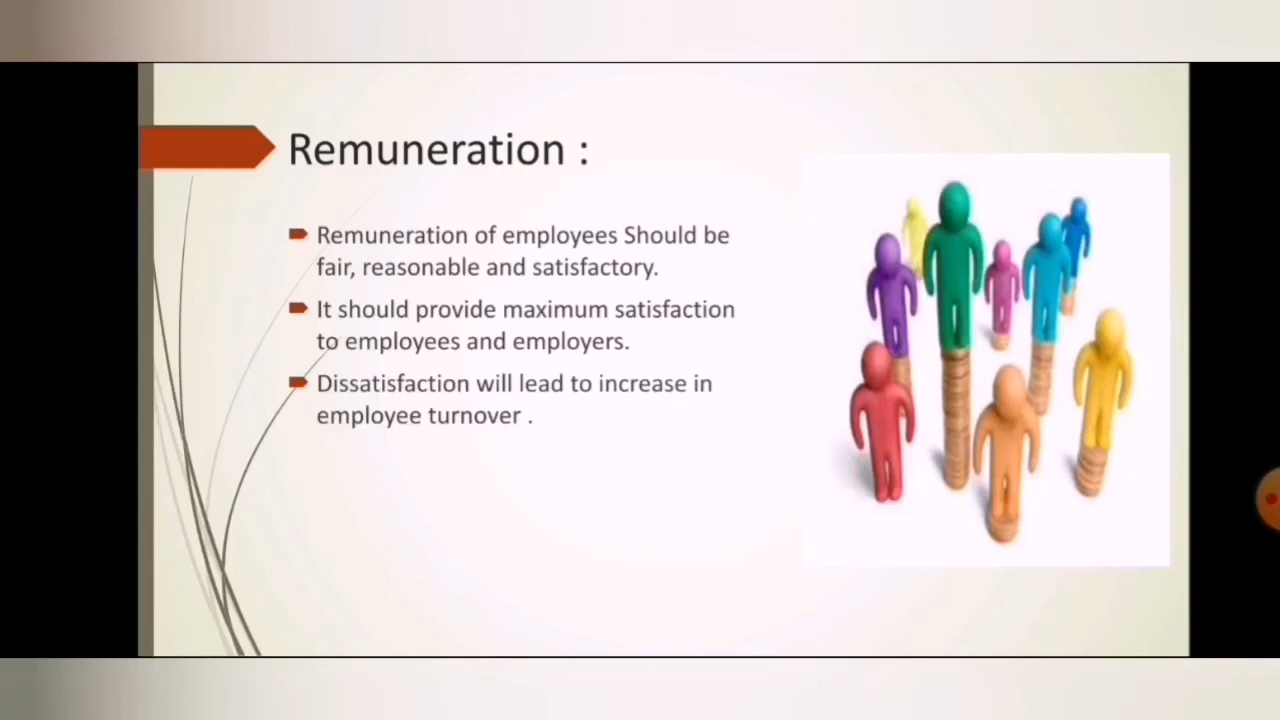 Remuneration :
Remuneration of employees Should be
fair, reasonable and satisfactory.
It should provide maximum satisfaction
to employees and employers.
Dissatisfaction will lead to increase in
employee turnover .